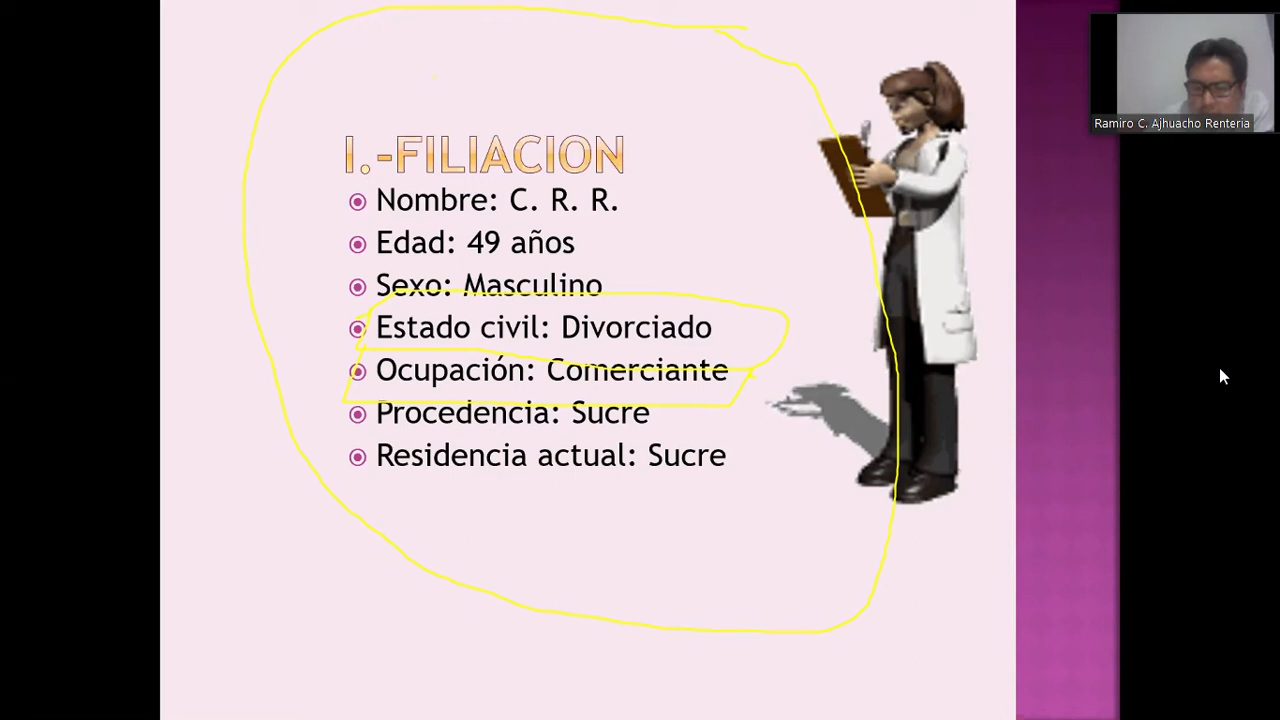 I.-FILIACION
Nombre: C. R. R.
Edad: 49 años
Sexo: Masculino
Estado civil: Divorciado
Ocupación: Comerciante
Procedencia: Sucre
Residencia actual: Sucre
Ramiro C. Ajhuacho Renteria